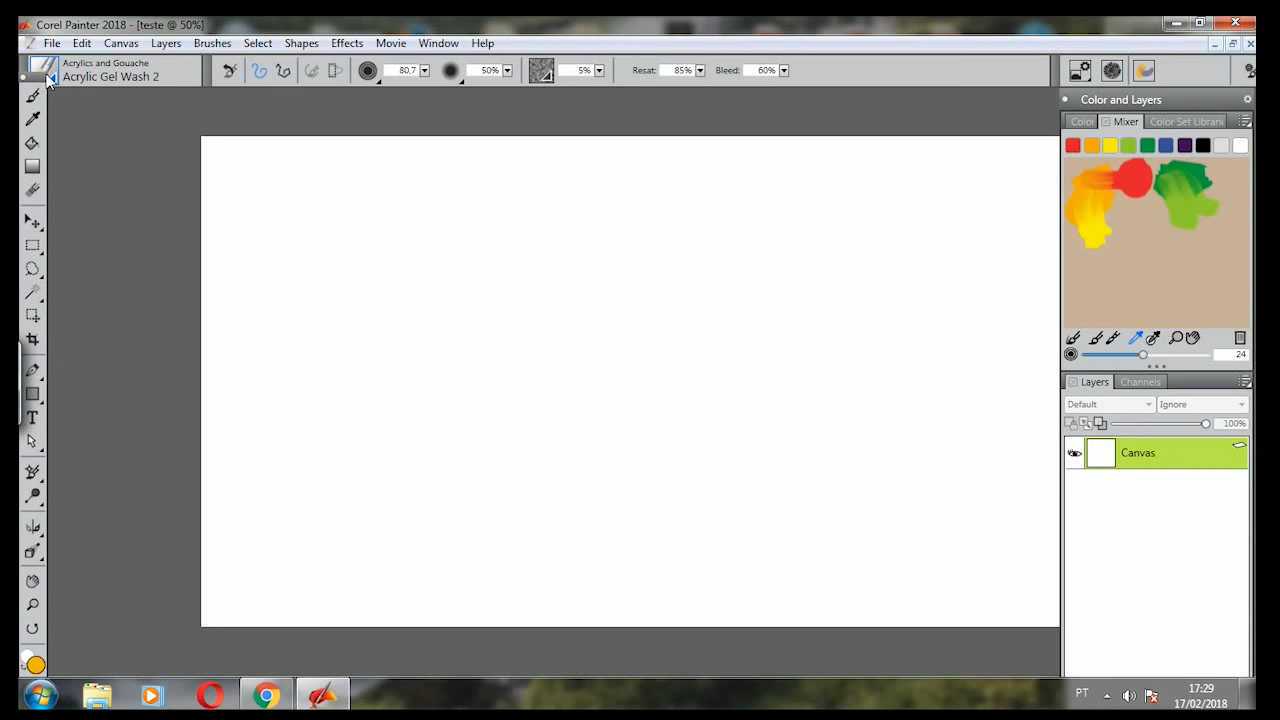 Corel Painter 2018 - [teste @ 50%]
File Edit Canvas Layers Brushes Select Shapes Effects Movie Window Help
Acrylics and Gouache
Acrylic Gel Wash 2
80,7 50% 5% Resat: 85% Bleed: 60%
Color and Layers
Color Mixer Color Set Librari
24
Layers Channels
Default Ignore
100%
Canvas
T
PT
17:29
17/02/2018